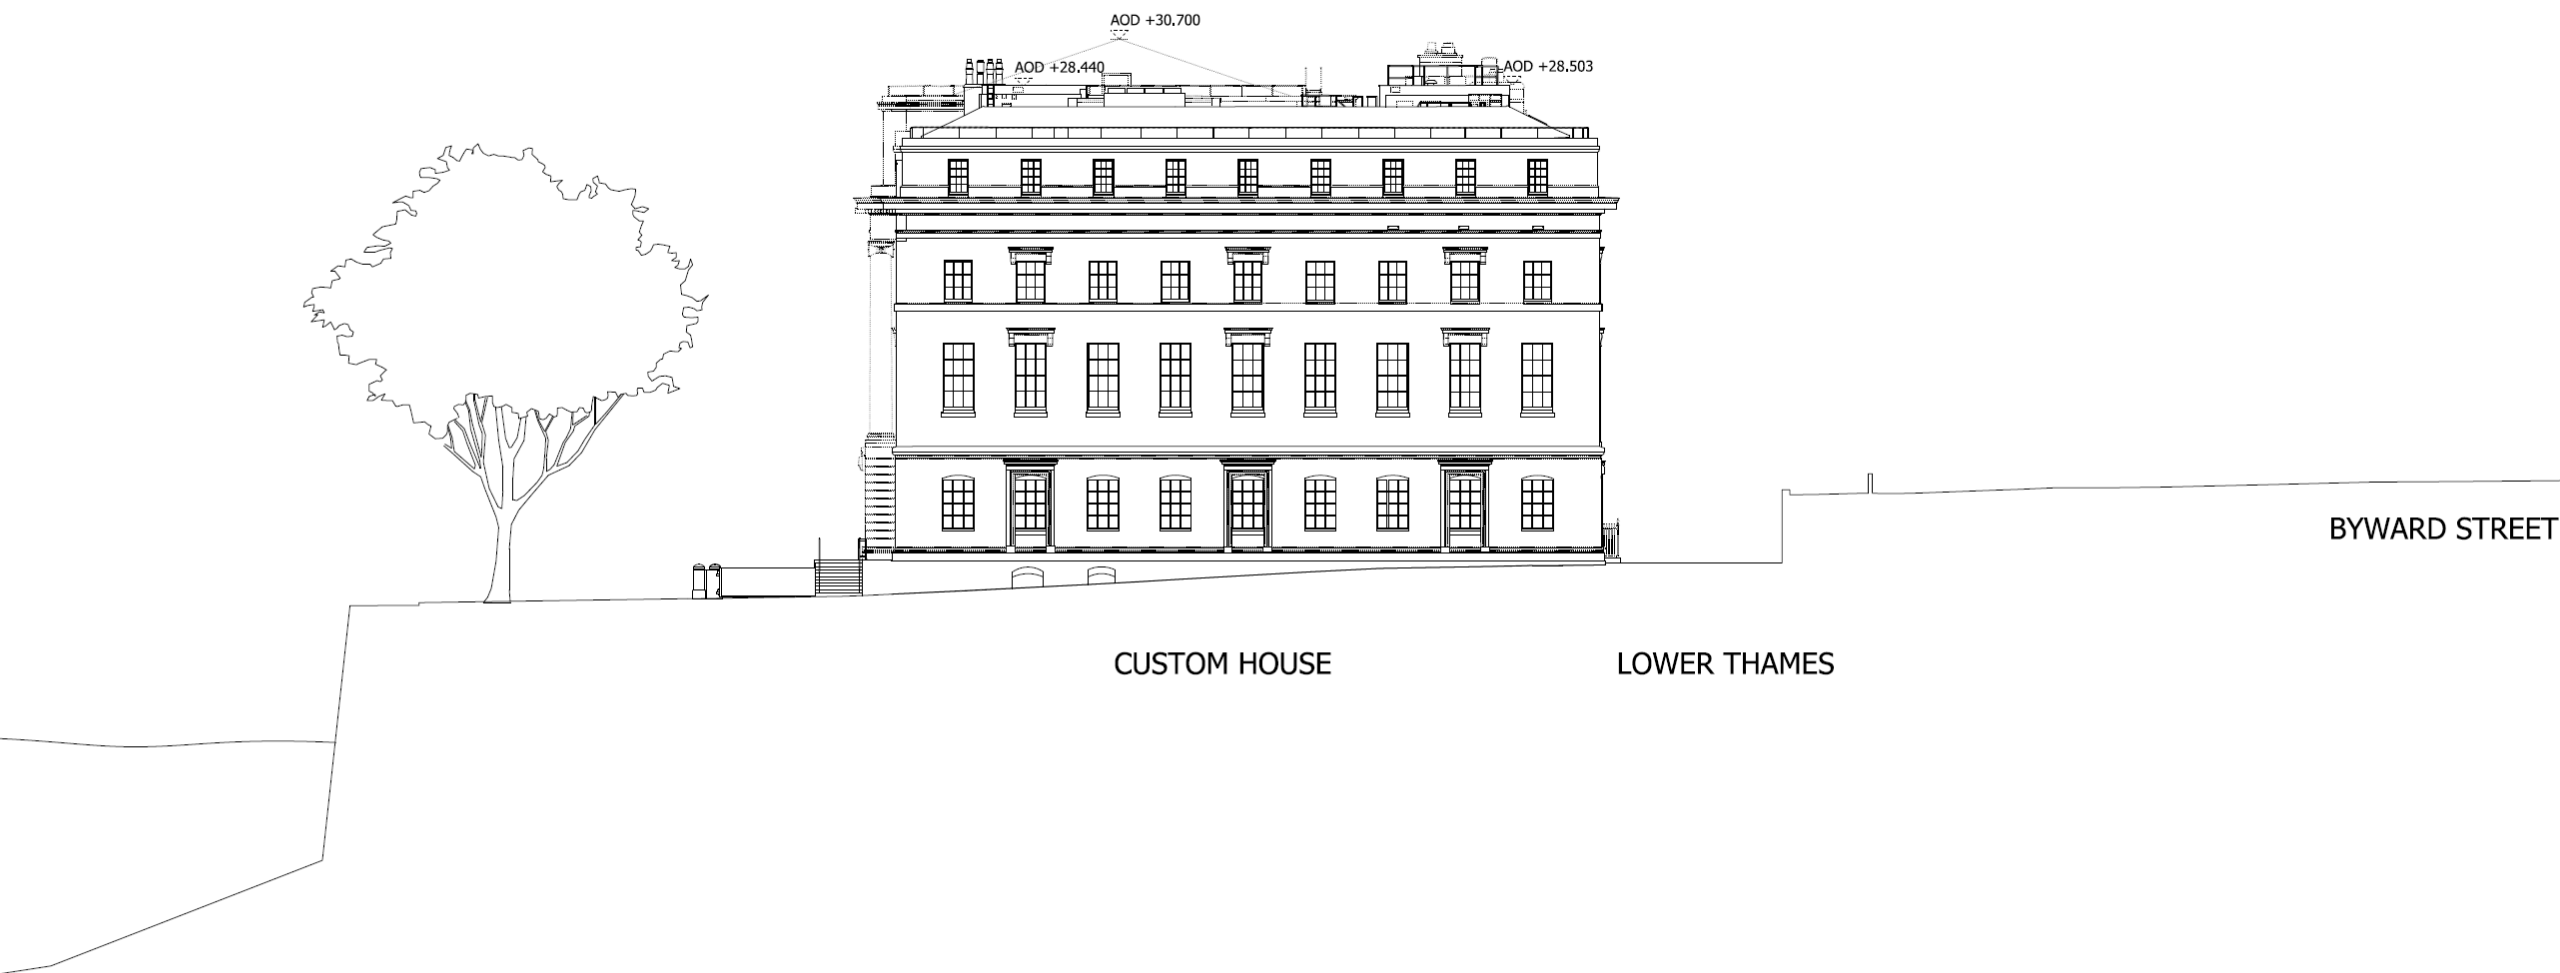 AOD +30.700
AOD +28.440
AOD +28.503
BYWARD STREET
CUSTOM HOUSE
LOWER THAMES